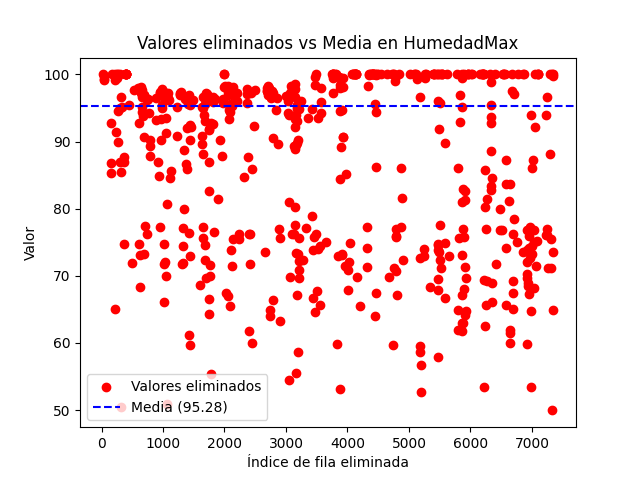 Valores eliminados vs Media en HumedadMax
Valor
100
90
80
70
60
50
Valores eliminados
Media (95.28)
0 1000 2000 3000 4000 5000 6000 7000
Índice de fila eliminada